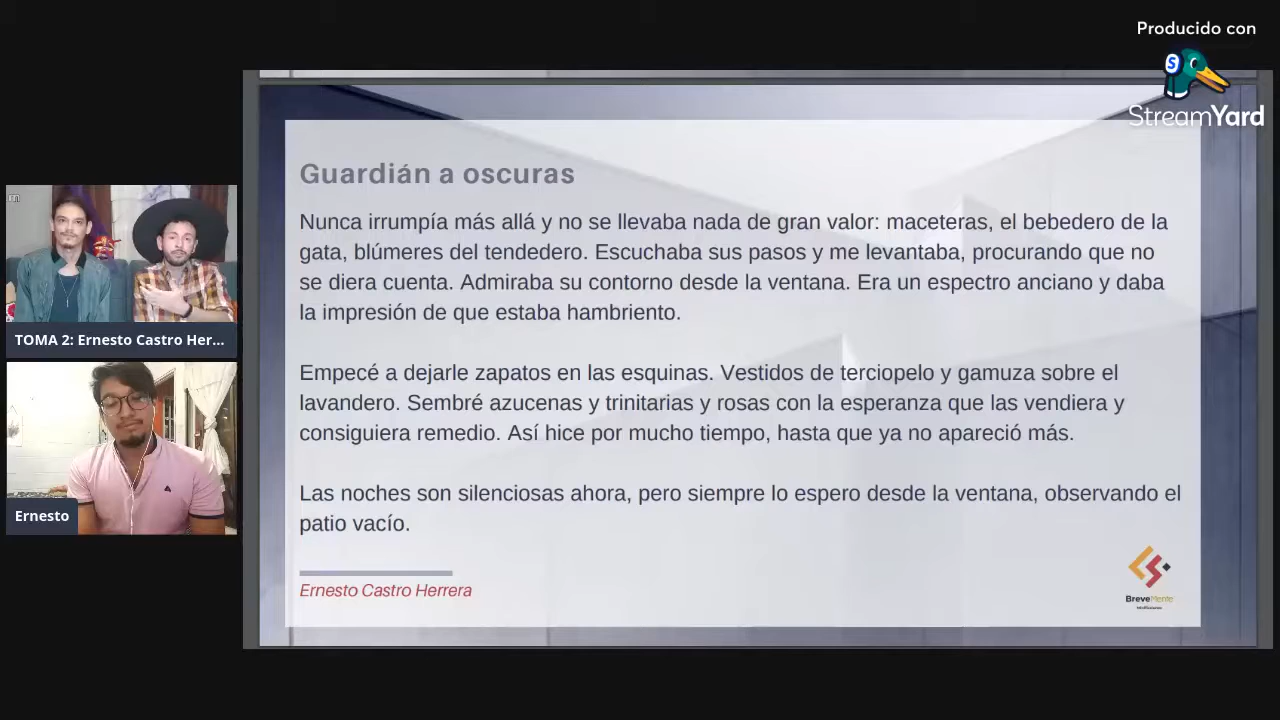 Producido con
StreamYard
Guardián a oscuras
Nunca irrumpía más allá y no se llevaba nada de gran valor: maceteras, el bebedero de la
gata, blúmeres del tendedero. Escuchaba sus pasos y me levantaba, procurando que no
se diera cuenta. Admiraba su contorno desde la ventana. Era un espectro anciano y daba
la impresión de que estaba hambriento.
Empecé a dejarle zapatos en las esquinas. Vestidos de terciopelo y gamuza sobre el
lavandero. Sembré azucenas y trinitarias y rosas con la esperanza que las vendiera y
consiguiera remedio. Así hice por mucho tiempo, hasta que ya no apareció más.
Las noches son silenciosas ahora, pero siempre lo espero desde la ventana, observando el
patio vacío.
Ernesto Castro Herrera
BreveMente
TOMA 2: Ernesto Castro Her...
Ernesto